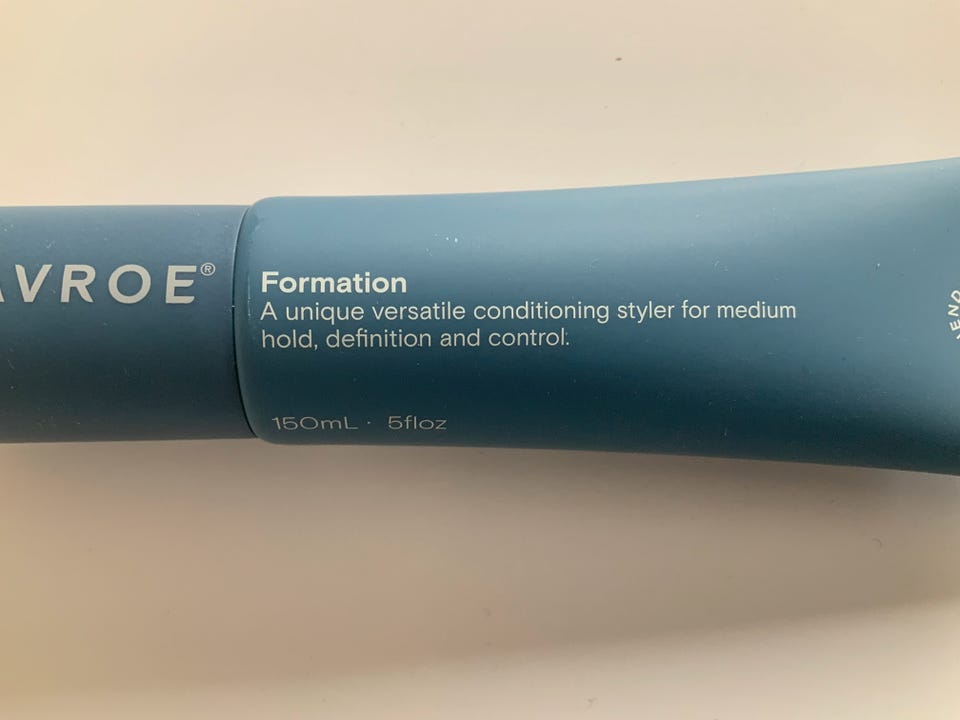 AVROE®
Formation
A unique versatile conditioning styler for medium
hold, definition and control.
150mL · 5floz